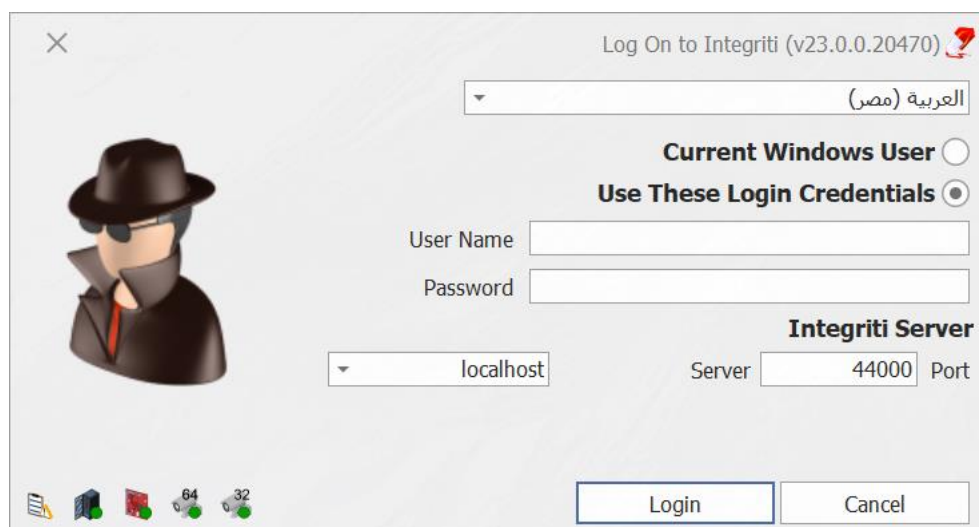 Log On to Integriti (v23.0.0.20470)
العربية (مصر)
Current Windows User
Use These Login Credentials
User Name
Password
Integriti Server
localhost Server 44000 Port
64 32
Login Cancel